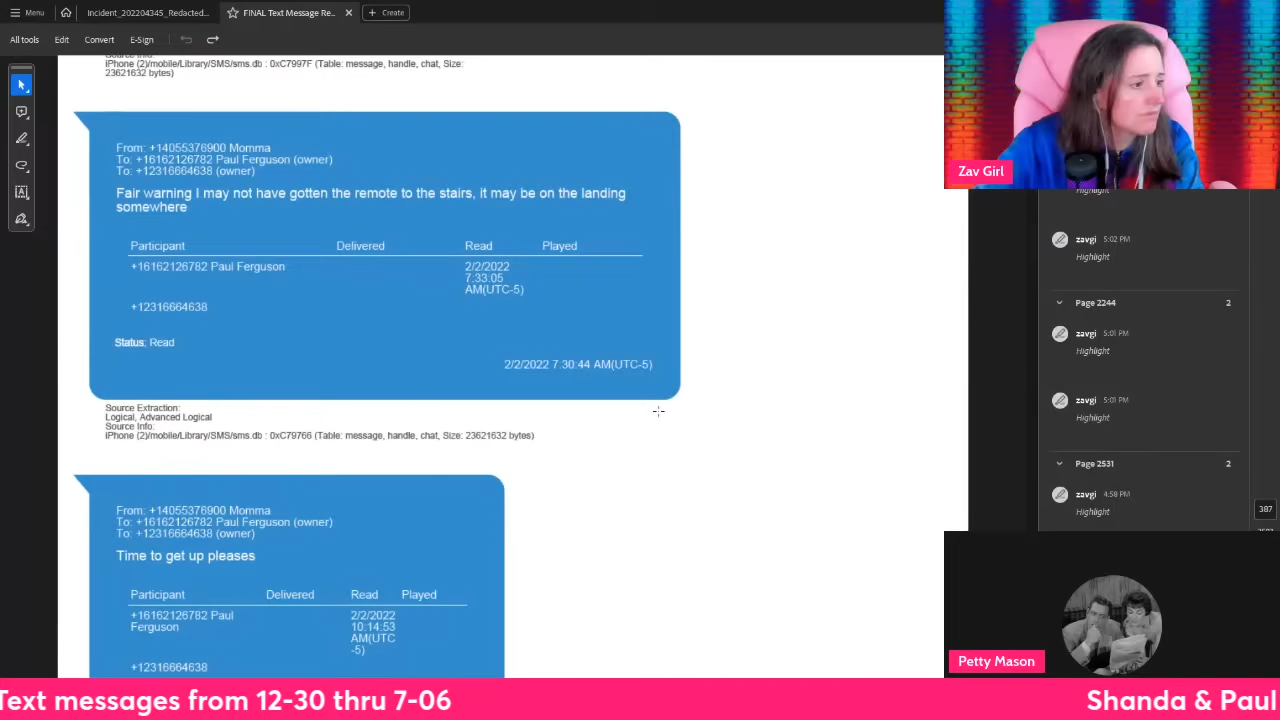 Menu
Incident_202204345_Redacted...
FINAL Text Message Re...
Create
All tools
Edit
Convert
E-Sign
iPhone (2)/mobile/Library/SMS/sms.db : 0xC7997F (Table: message, handle, chat, Size:
23621632 bytes)
From: +14055376900 Momma
To: +16162126782 Paul Ferguson (owner)
To: +12316664638 (owner)
Fair warning I may not have gotten the remote to the stairs, it may be on the landing
somewhere
Participant Delivered Read Played
+16162126782 Paul Ferguson 2/2/2022
7:33:05
AM(UTC-5)
+12316664638
Status: Read
2/2/2022 7:30:44 AM(UTC-5)
Source Extraction:
Logical, Advanced Logical
Source Info:
iPhone (2)/mobile/Library/SMS/sms.db : 0xC79766 (Table: message, handle, chat, Size: 23621632 bytes)
From: +14055376900 Momma
To: +16162126782 Paul Ferguson (owner)
To: +12316664638 (owner)
Time to get up pleases
Participant Delivered Read Played
+16162126782 Paul 2/2/2022
Ferguson 10:14:53
AM(UTC
-5)
+12316664638
Zav Girl
Highlight
zavgi 5:02 PM
Highlight
Page 2244 2
zavgi 5:01 PM
Highlight
zavgi 5:01 PM
Highlight
Page 2531 2
zavgi 4:58 PM
Highlight
387
Petty Mason
Text messages from 12-30 thru 7-06
Shanda & Paul